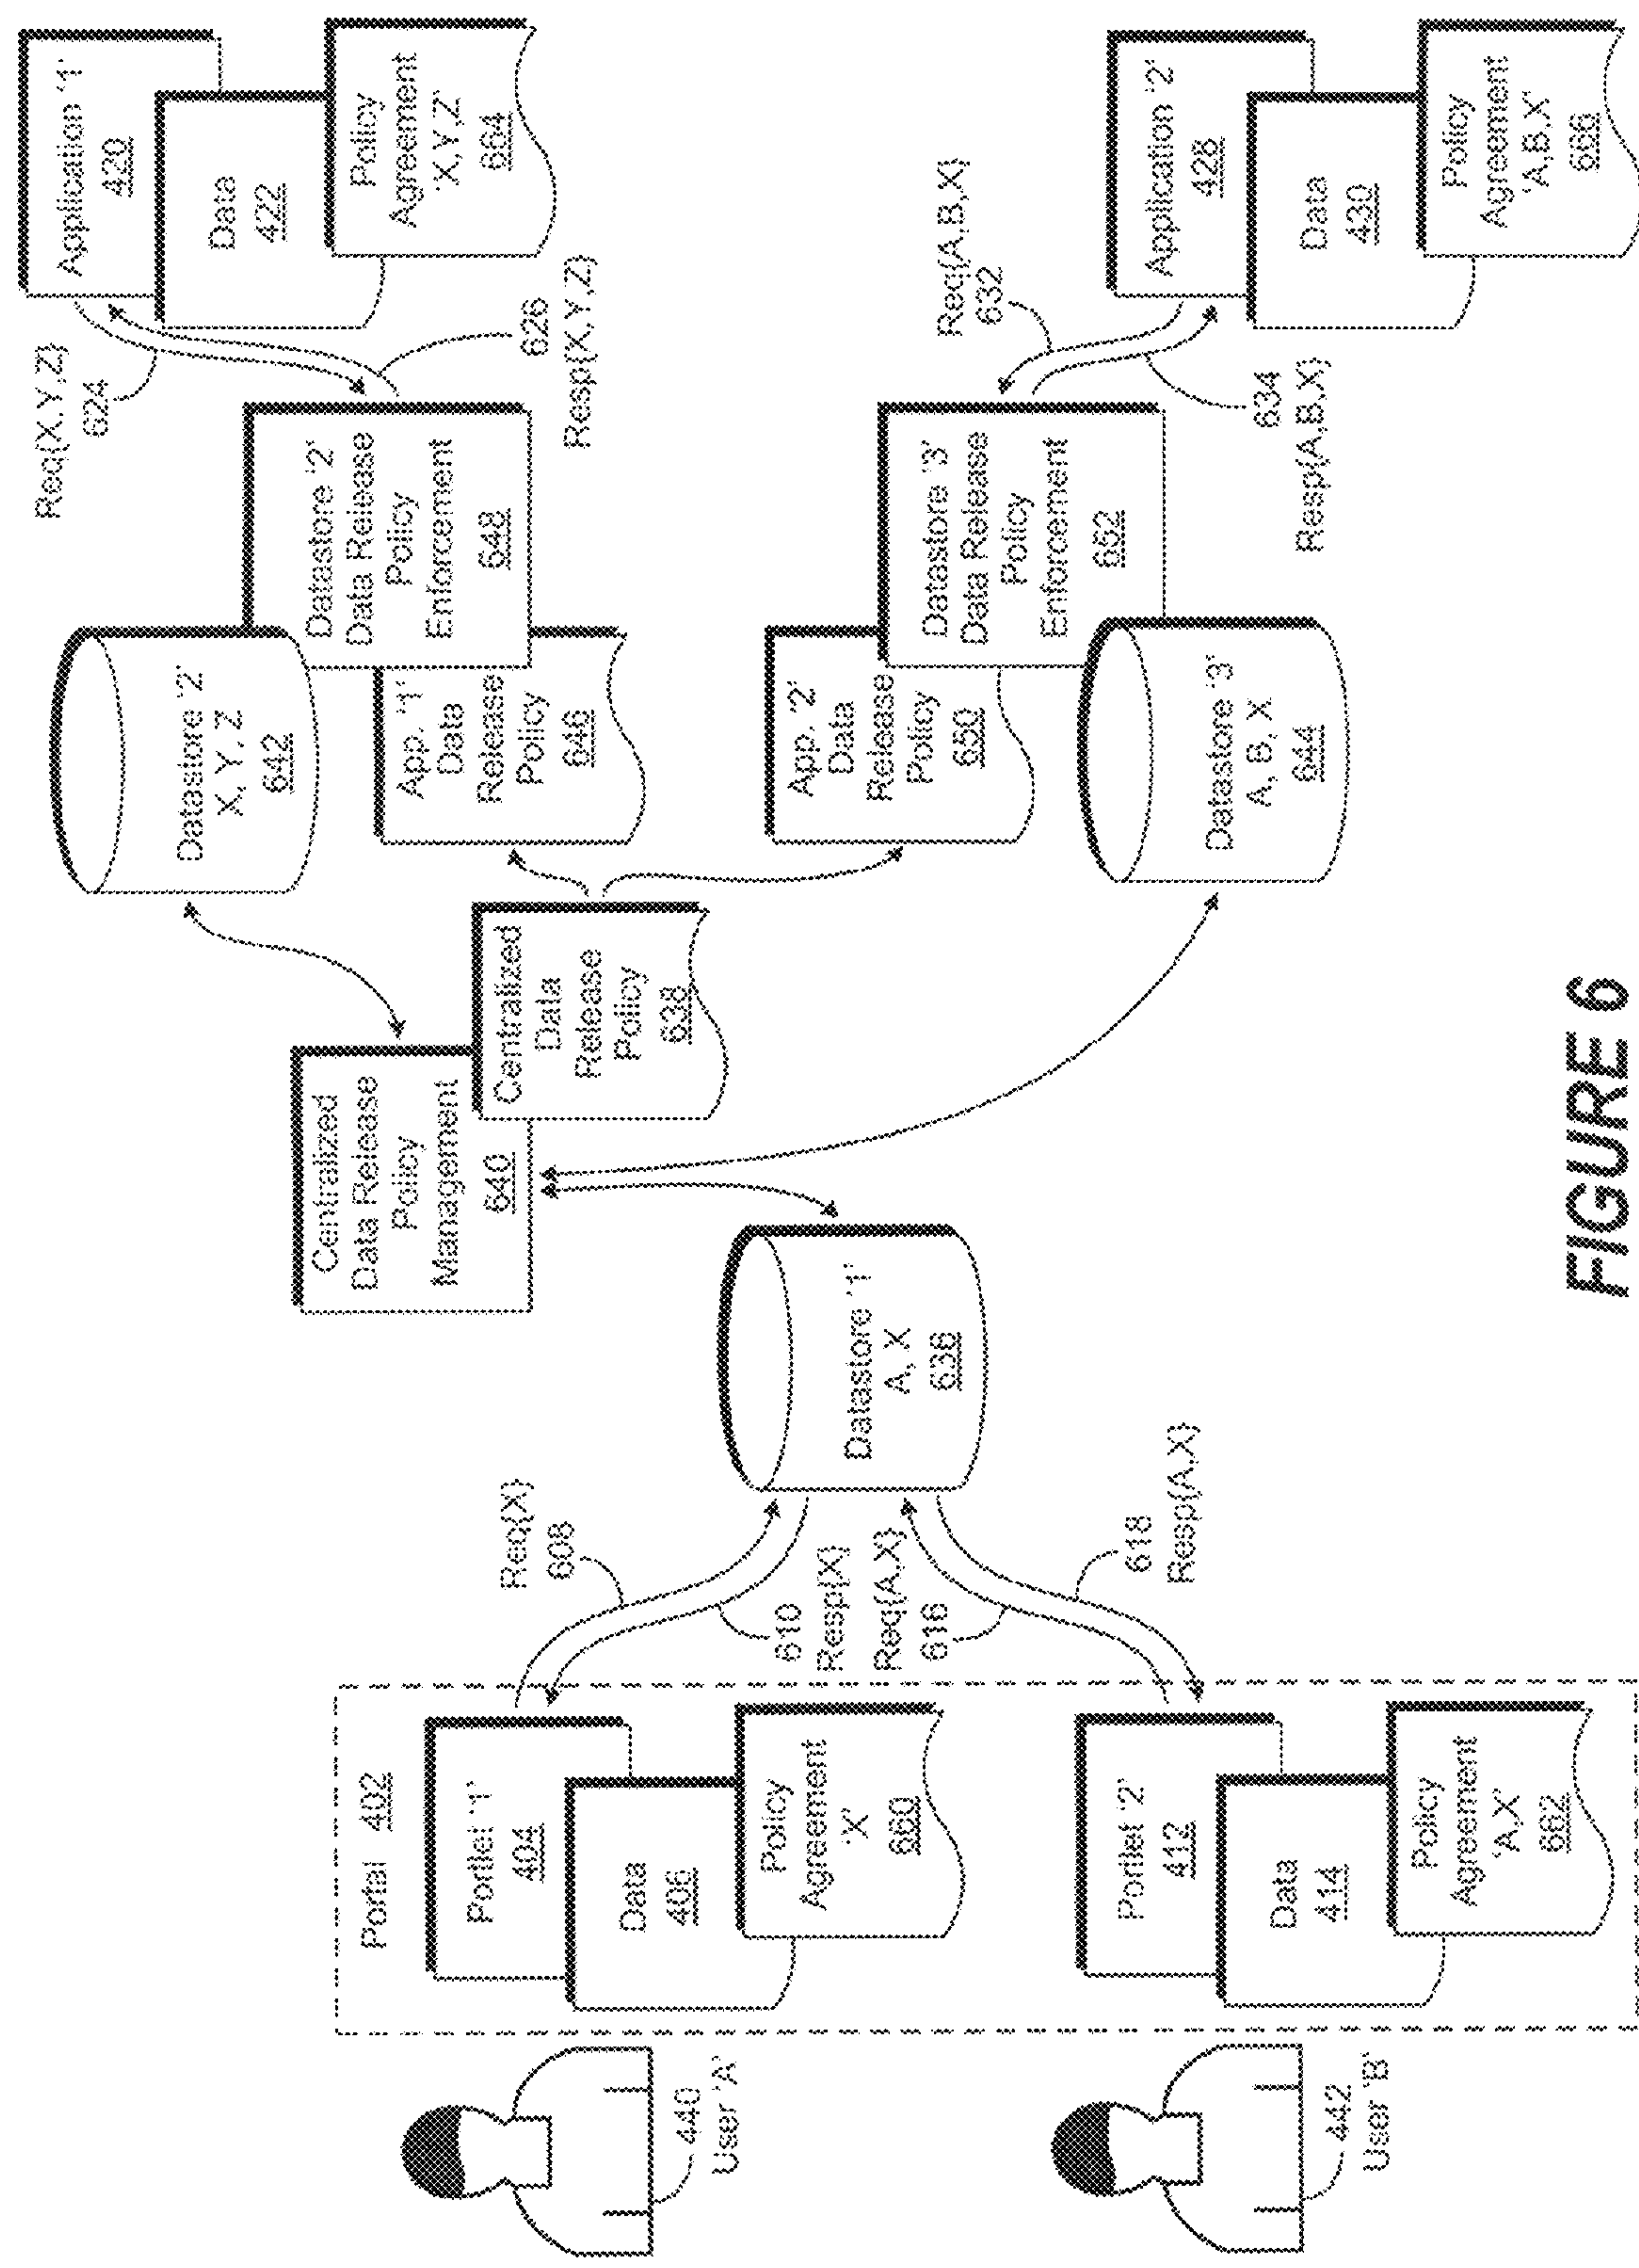 Portal 402
Portlet '1'
404
Data
406
Policy
Agreement
'X'
660
Portlet '2'
412
Data
414
Policy
Agreement
'A,X'
662
440
User 'A'
442
User 'B'
Req{X}
608
610
Resp{X}
Req{A,X}
616
618
Resp{A,X}
Datastore '1'
A, X
636
Centralized
Data Release
Policy
Management
640
Centralized
Data
Release
Policy
638
Datastore '2'
X, Y, Z
642
App. '1'
Data
Release
Policy
646
Datastore '2'
Data Release
Policy
Enforcement
648
App. '2'
Data
Release
Policy
650
Datastore '3'
Data Release
Policy
Enforcement
652
Datastore '3'
A, B, X
644
Req{X,Y,Z}
624
626
Resp{X,Y,Z}
Req{A,B,X}
632
634
Resp{A,B,X}
Application '1'
420
Data
422
Policy
Agreement
'X,Y,Z'
664
Application '2'
428
Data
430
Policy
Agreement
'A,B,X'
666
FIGURE 6